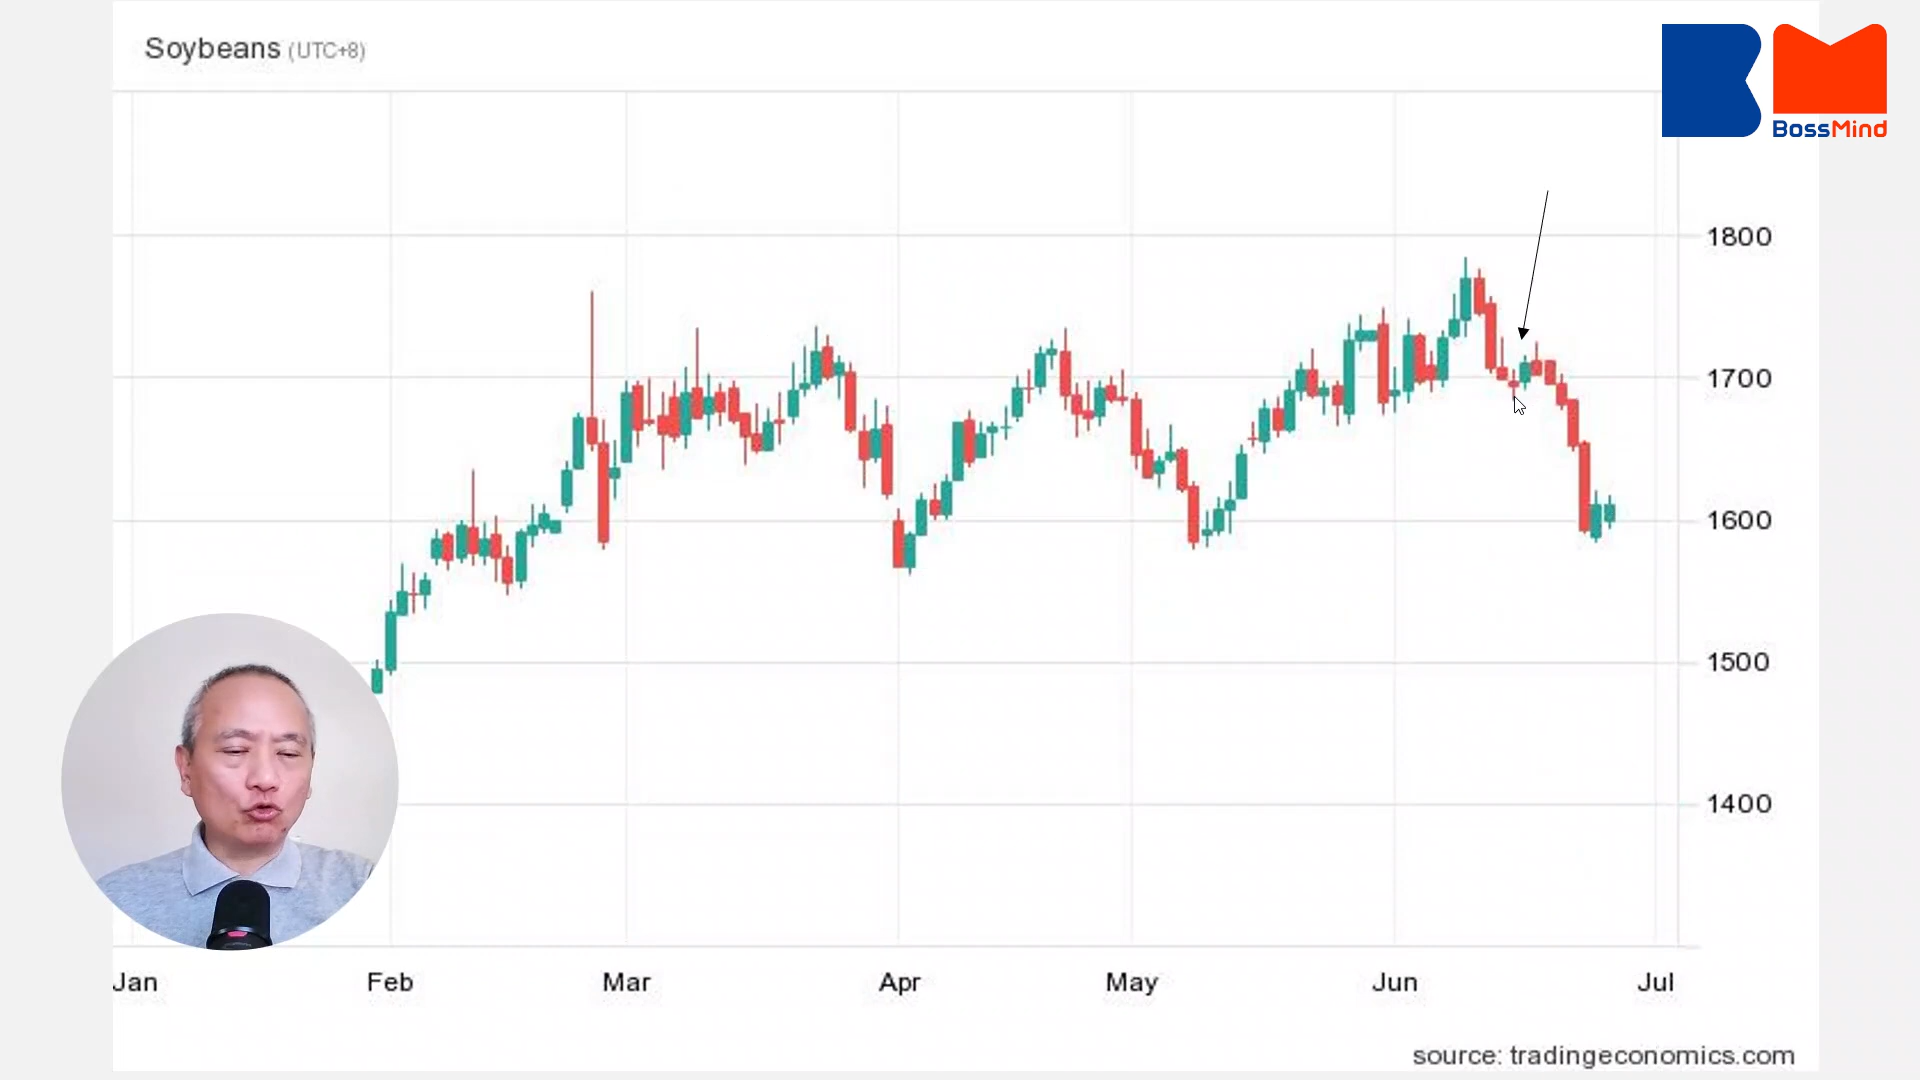 Soybeans (UTC+8)
BossMind
1800
1700
1600
1500
1400
Jan Feb Mar Apr May Jun Jul
source: tradingeconomics.com